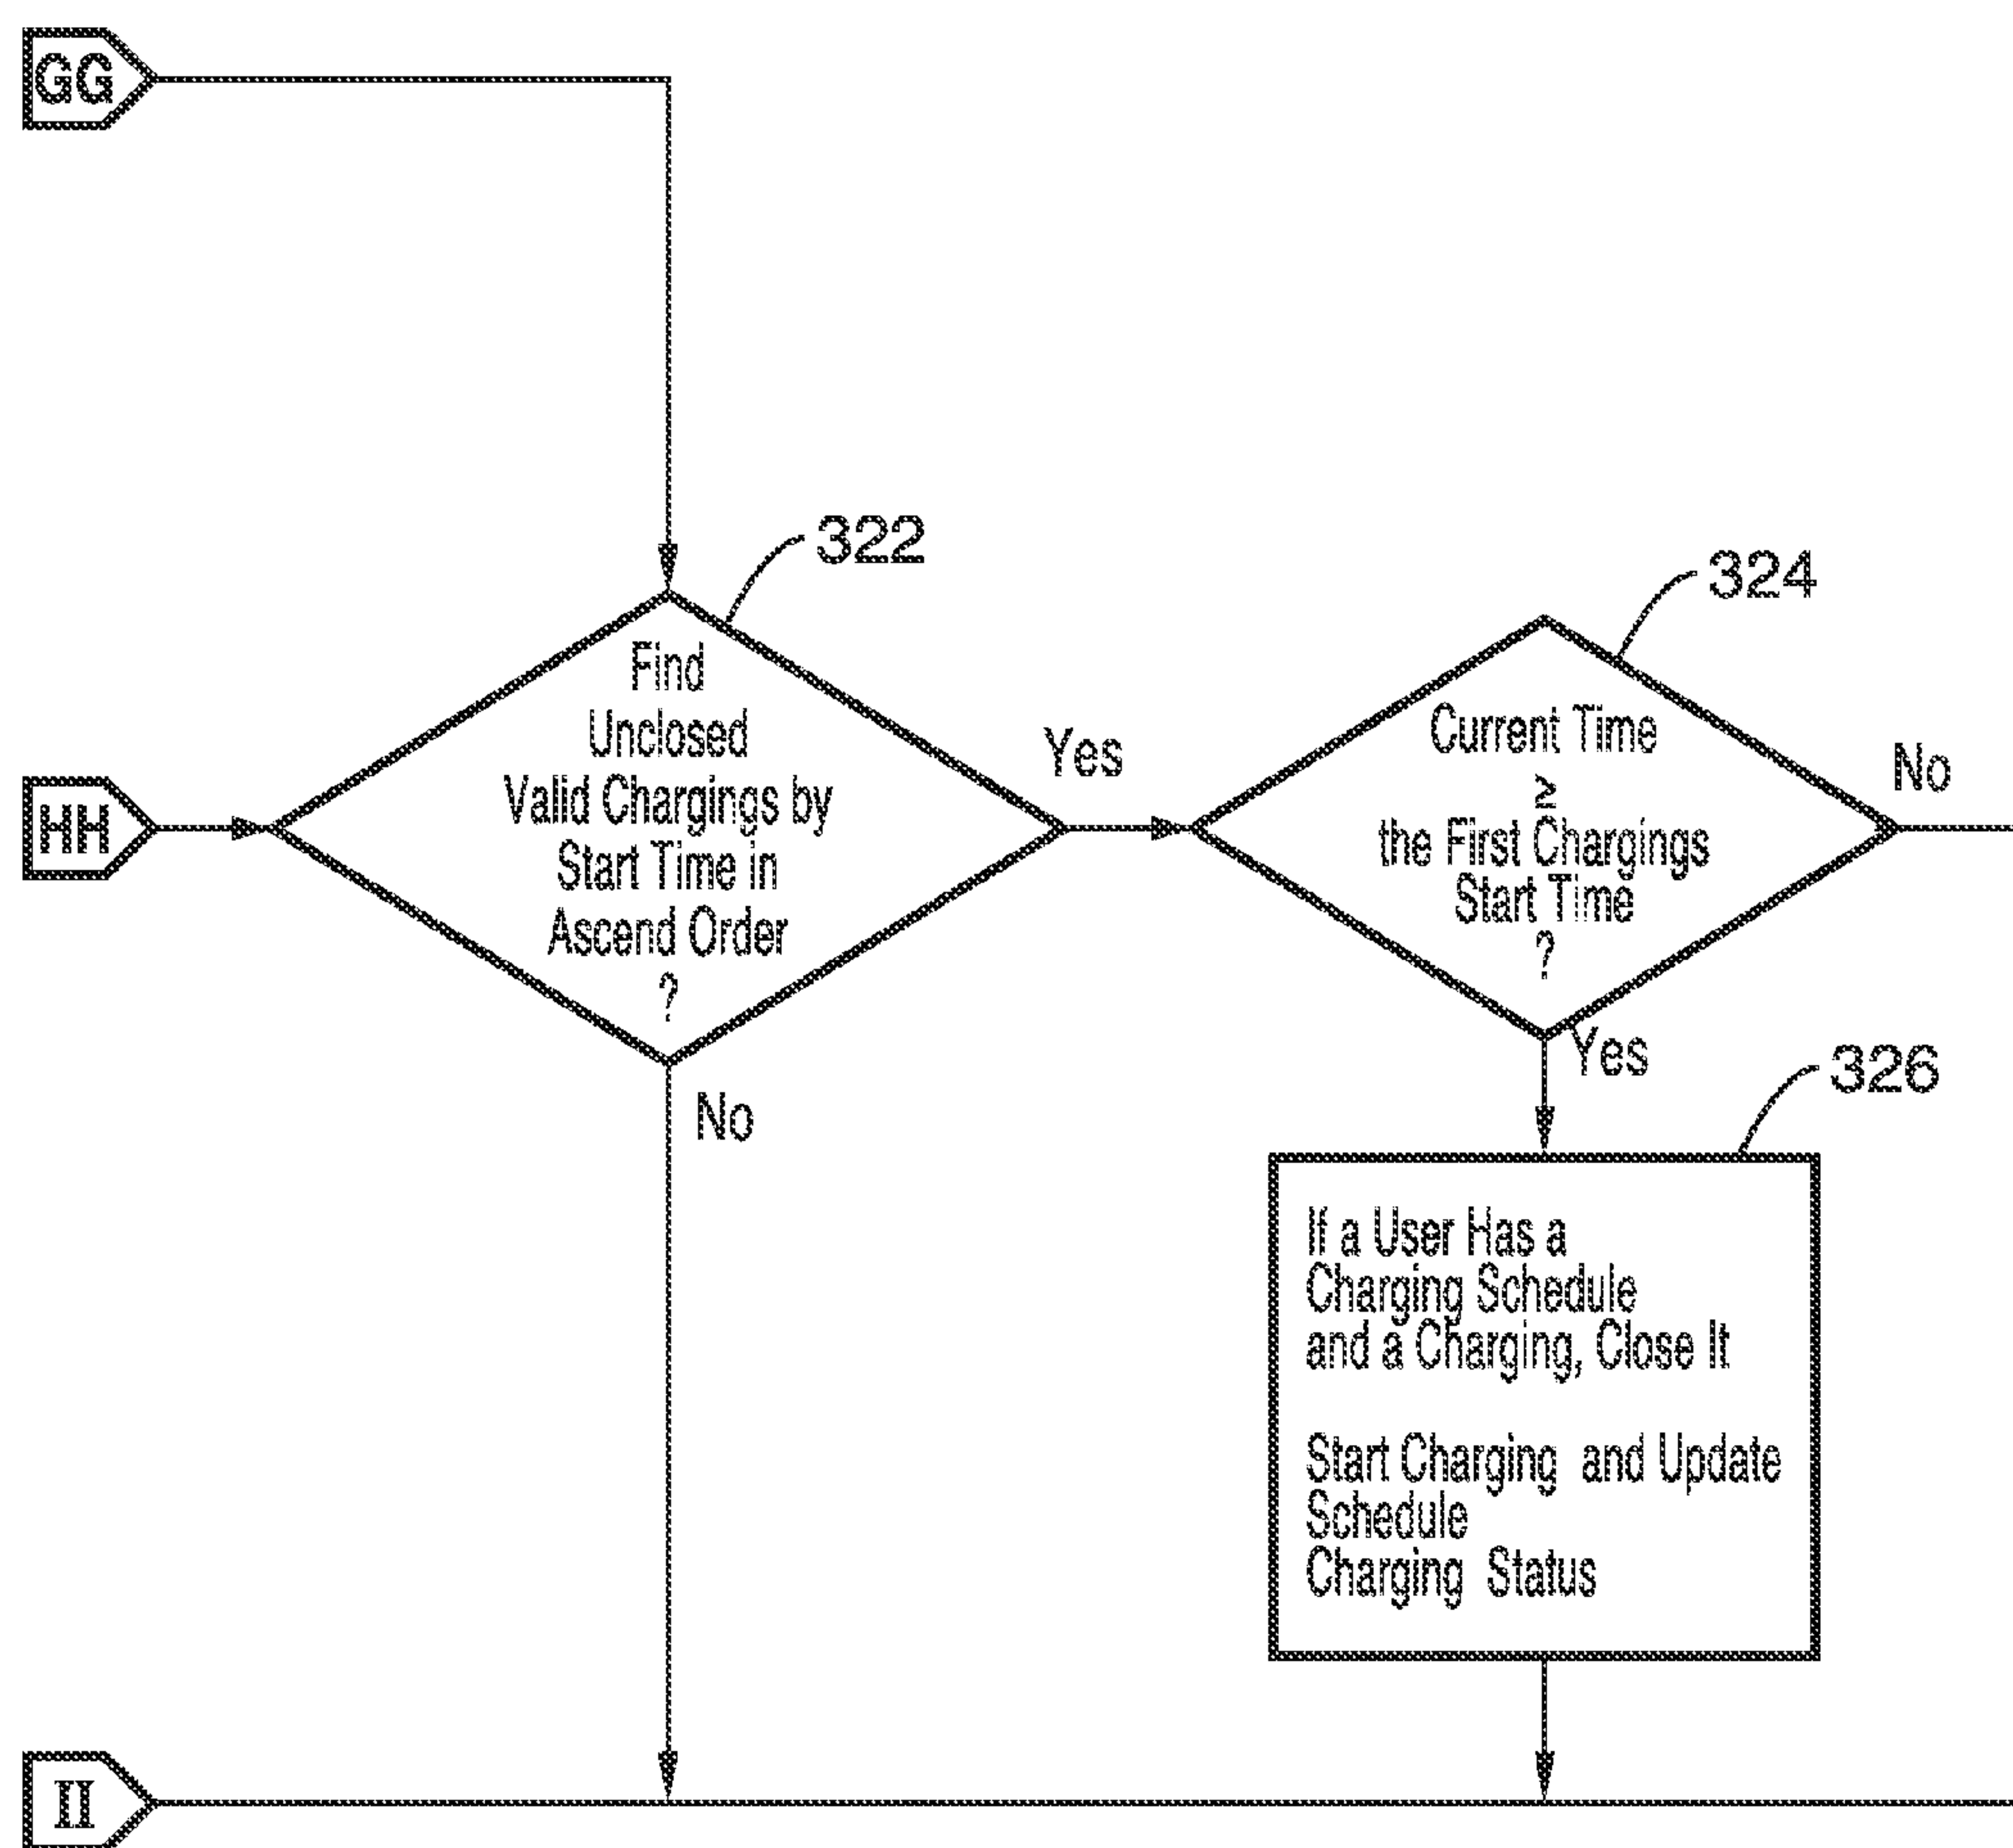 GG
322
Find
Unclosed
Valid Chargings by
Start Time in
Ascend Order
?
Yes
No
HH
324
Current Time
≥
the First Chargings
Start Time
?
No
Yes
326
If a User Has a
Charging Schedule
and a Charging, Close It
Start Charging and Update
Schedule
Charging Status
II